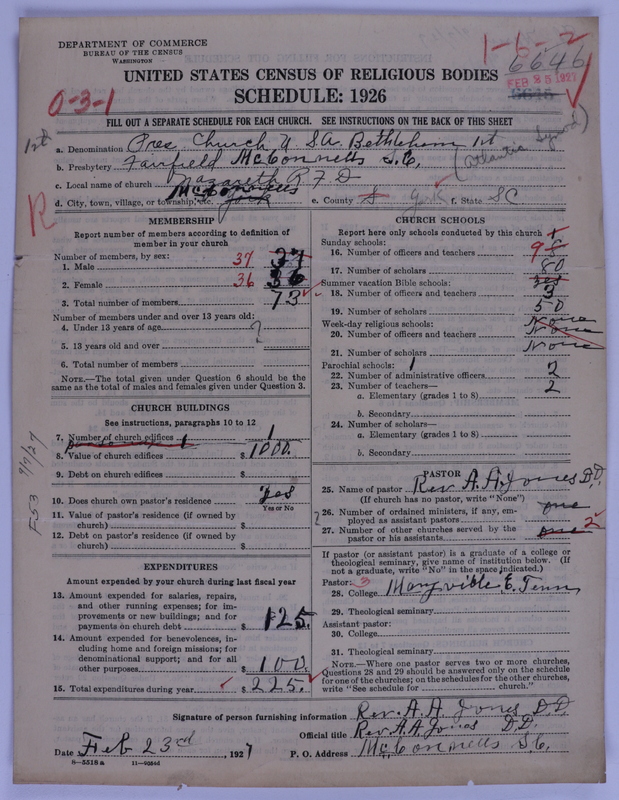 DEPARTMENT OF COMMERCE
BUREAU OF THE CENSUS
WASHINGTON
1-6-2
6646
FEB 25 1927
6645
UNITED STATES CENSUS OF RELIGIOUS BODIES
SCHEDULE: 1926
0-3-1
FILL OUT A SEPARATE SCHEDULE FOR EACH CHURCH. SEE INSTRUCTIONS ON THE BACK OF THIS SHEET
a. Denomination Pres Church U. S.A. Bethlehem 1st
b. Presbytery Fairfield McConnells S.C. (Atlantic Synod)
c. Local name of church Nazareth R F D
d. City, town, village, or township, etc. McConnells York e. County York f. State SC
R
MEMBERSHIP
Report number of members according to definition of member in your church
Number of members, by sex:
1. Male 37 37
2. Female 36 36
3. Total number of members 73
Number of members under and over 13 years old:
4. Under 13 years of age ?
5. 13 years old and over
6. Total number of members
NOTE.—The total given under Question 6 should be the same as the total of males and females given under Question 3.
CHURCH BUILDINGS
See instructions, paragraphs 10 to 12
7. Number of church edifices 1 1
8. Value of church edifices $ 1000.
9. Debt on church edifices $
10. Does church own pastor's residence Yes
Yes or No
11. Value of pastor's residence (if owned by church) $
12. Debt on pastor's residence (if owned by church) $
EXPENDITURES
Amount expended by your church during last fiscal year
13. Amount expended for salaries, repairs, and other running expenses; for improvements or new buildings; and for payments on church debt $ 125.
14. Amount expended for benevolences, including home and foreign missions; for denominational support; and for all other purposes $ 100.
15. Total expenditures during year $ 225.
CHURCH SCHOOLS
Report here only schools conducted by this church 1
Sunday schools:
16. Number of officers and teachers 9 8
17. Number of scholars 80
Summer vacation Bible schools: yes
18. Number of officers and teachers 3
19. Number of scholars 50
Week-day religious schools: None
20. Number of officers and teachers None
21. Number of scholars None
Parochial schools: 1
22. Number of administrative officers 2
23. Number of teachers— 2
a. Elementary (grades 1 to 8)
b. Secondary
24. Number of scholars—
a. Elementary (grades 1 to 8)
b. Secondary
PASTOR
25. Name of pastor Rev. A. A. Jones D.D.
(If church has no pastor, write "None")
26. Number of ordained ministers, if any, employed as assistant pastors one
27. Number of other churches served by the pastor or his assistants one 2
If pastor (or assistant pastor) is a graduate of a college or theological seminary, give name of institution below. (If not a graduate, write "No" in the space indicated.)
Pastor: 3
28. College Maryville E. Tenn
29. Theological seminary
Assistant pastor:
30. College
31. Theological seminary
NOTE.—Where one pastor serves two or more churches, Questions 28 and 29 should be answered only on the schedule for one of the churches; on the schedules for the other churches, write "See schedule for church."
Signature of person furnishing information Rev. A. A. Jones D.D
Official title Rev A. A. Jones D.D.
Date Feb 23rd, 1927 P. O. Address McConnells S.C.
8—5518 a 11—9554d
9/7/27
F-53